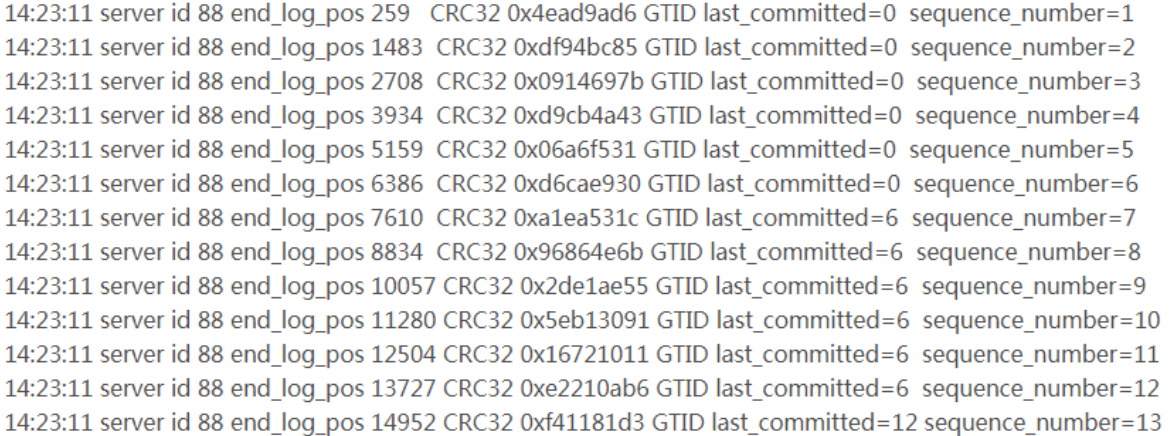 14:23:11 server id 88 end_log_pos 259 CRC32 0x4ead9ad6 GTID last_committed=0 sequence_number=1
14:23:11 server id 88 end_log_pos 1483 CRC32 0xdf94bc85 GTID last_committed=0 sequence_number=2
14:23:11 server id 88 end_log_pos 2708 CRC32 0x0914697b GTID last_committed=0 sequence_number=3
14:23:11 server id 88 end_log_pos 3934 CRC32 0xd9cb4a43 GTID last_committed=0 sequence_number=4
14:23:11 server id 88 end_log_pos 5159 CRC32 0x06a6f531 GTID last_committed=0 sequence_number=5
14:23:11 server id 88 end_log_pos 6386 CRC32 0xd6cae930 GTID last_committed=0 sequence_number=6
14:23:11 server id 88 end_log_pos 7610 CRC32 0xa1ea531c GTID last_committed=6 sequence_number=7
14:23:11 server id 88 end_log_pos 8834 CRC32 0x96864e6b GTID last_committed=6 sequence_number=8
14:23:11 server id 88 end_log_pos 10057 CRC32 0x2de1ae55 GTID last_committed=6 sequence_number=9
14:23:11 server id 88 end_log_pos 11280 CRC32 0x5eb13091 GTID last_committed=6 sequence_number=10
14:23:11 server id 88 end_log_pos 12504 CRC32 0x16721011 GTID last_committed=6 sequence_number=11
14:23:11 server id 88 end_log_pos 13727 CRC32 0xe2210ab6 GTID last_committed=6 sequence_number=12
14:23:11 server id 88 end_log_pos 14952 CRC32 0xf41181d3 GTID last_committed=12 sequence_number=13